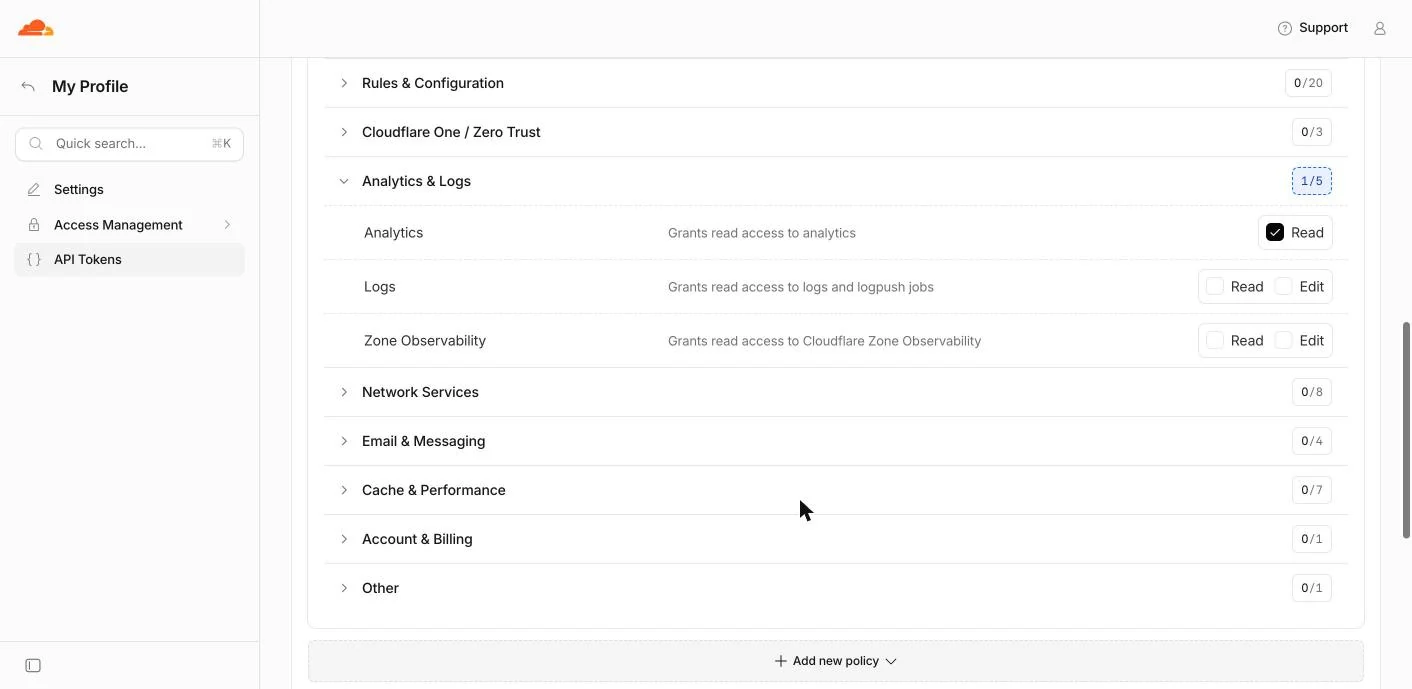 Support
My Profile
Quick search... ⌘K
Settings
Access Management
API Tokens
Rules & Configuration 0/20
Cloudflare One / Zero Trust 0/3
Analytics & Logs 1/5
Analytics Grants read access to analytics Read
Logs Grants read access to logs and logpush jobs Read Edit
Zone Observability Grants read access to Cloudflare Zone Observability Read Edit
Network Services 0/8
Email & Messaging 0/4
Cache & Performance 0/7
Account & Billing 0/1
Other 0/1
Add new policy